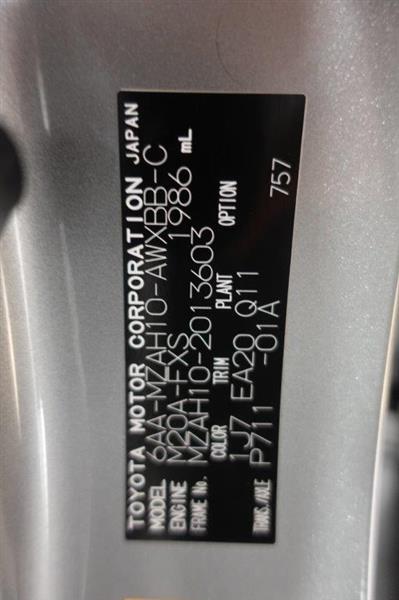 TOYOTA MOTOR CORPORATION JAPAN
MODEL 6AA-MZAH10-AWXBB-C
ENGINE M20A-FXS 1986 mL
FRAME No. MZAH10-2013603
COLOR TRIM PLANT OPTION
1J7 EA20 Q11
TRANS./AXLE P711 -01A 757